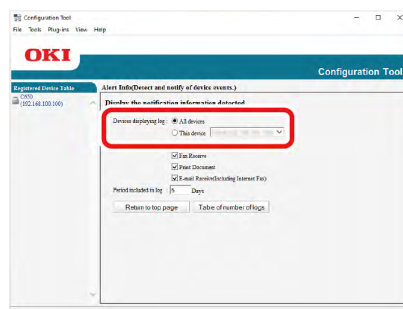 Configuration Tool
File Tools Plug-ins View Help
OKI
Configuration Tool
Registered Device Table
Alert Info(Detect and notify of device events.)
C650
(192.168.100.100)
Display the notification information detected
Devices displaying log : All devices
This device
Fax Receive
Print Document
E-mail Receive(Including Internet Fax)
Period included in log : 5 Days
Return to top page Table of number of logs